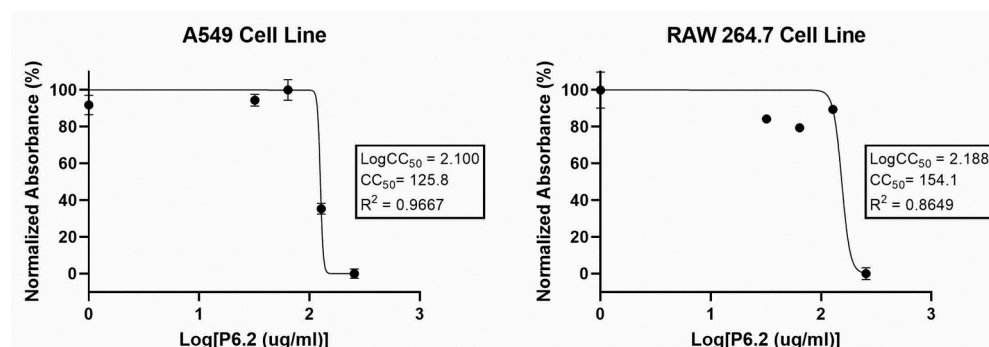 A549 Cell Line
Normalized Absorbance (%)
100
80
60
40
20
0
LogCC₅₀ = 2.100
CC₅₀= 125.8
R² = 0.9667
0 1 2 3
Log[P6.2 (ug/ml)]
RAW 264.7 Cell Line
Normalized Absorbance (%)
100
80
60
40
20
0
LogCC₅₀ = 2.188
CC₅₀= 154.1
R² = 0.8649
0 1 2 3
Log[P6.2 (ug/ml)]